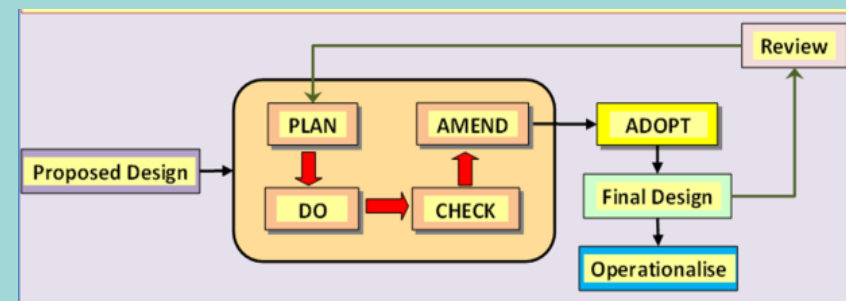 Review
PLAN
AMEND
ADOPT
Proposed Design
DO
CHECK
Final Design
Operationalise